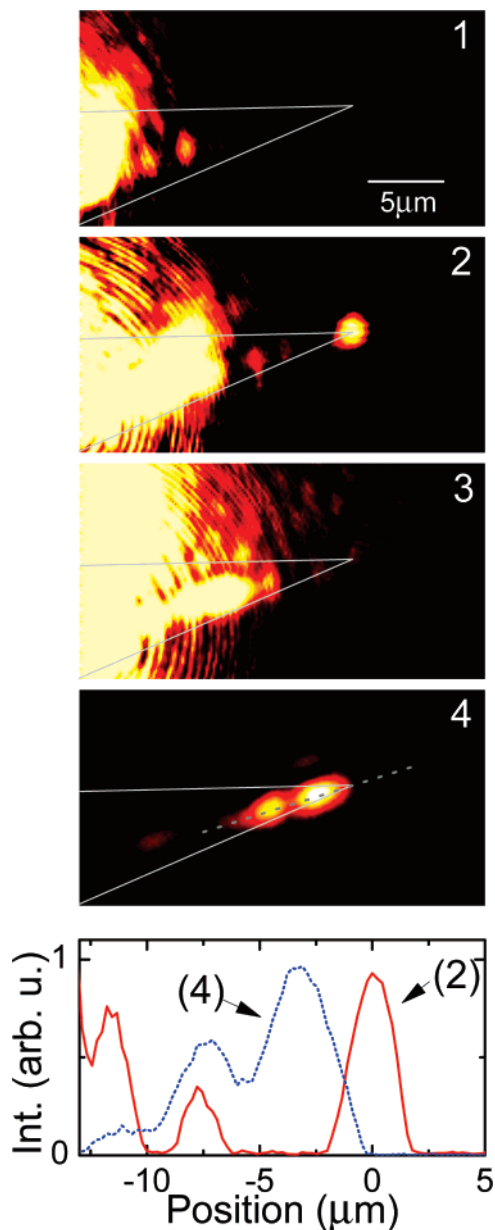 1
5μm
2
3
4
1
(4)
(2)
0
Int. (arb. u.)
-10 -5 0 5
Position (μm)